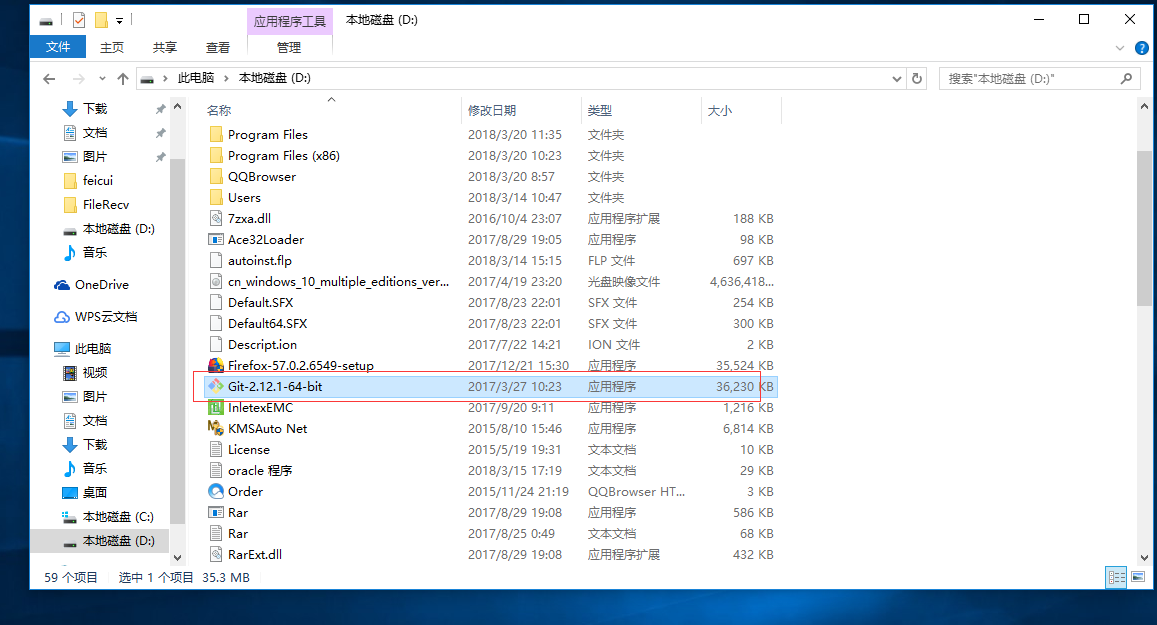 应用程序工具 本地磁盘 (D:)
文件 主页 共享 查看 管理
此电脑 本地磁盘 (D:) 搜索"本地磁盘 (D:)"
下载
文档
图片
feicui
FileRecv
本地磁盘 (D:)
音乐
OneDrive
WPS云文档
此电脑
视频
图片
文档
下载
音乐
桌面
本地磁盘 (C:)
本地磁盘 (D:)
名称 修改日期 类型 大小
Program Files 2018/3/20 11:35 文件夹
Program Files (x86) 2018/3/20 10:23 文件夹
QQBrowser 2018/3/20 8:57 文件夹
Users 2018/3/14 10:47 文件夹
7zxa.dll 2016/10/4 23:07 应用程序扩展 188 KB
Ace32Loader 2017/8/29 19:05 应用程序 98 KB
autoinst.flp 2018/3/14 15:15 FLP 文件 697 KB
cn_windows_10_multiple_editions_ver... 2017/4/19 23:20 光盘映像文件 4,636,418...
Default.SFX 2017/8/23 22:01 SFX 文件 254 KB
Default64.SFX 2017/8/23 22:01 SFX 文件 300 KB
Descript.ion 2017/7/22 14:21 ION 文件 2 KB
Firefox-57.0.2.6549-setup 2017/12/21 15:30 应用程序 35,524 KB
Git-2.12.1-64-bit 2017/3/27 10:23 应用程序 36,230 KB
InletexEMC 2017/9/20 9:11 应用程序 1,216 KB
KMSAuto Net 2015/8/10 15:46 应用程序 6,814 KB
License 2015/5/19 19:31 文本文档 10 KB
oracle 程序 2018/3/15 17:19 文本文档 29 KB
Order 2015/11/24 21:19 QQBrowser HT... 3 KB
Rar 2017/8/29 19:08 应用程序 586 KB
Rar 2017/8/25 0:49 文本文档 68 KB
RarExt.dll 2017/8/29 19:08 应用程序扩展 432 KB
59 个项目 选中 1 个项目 35.3 MB